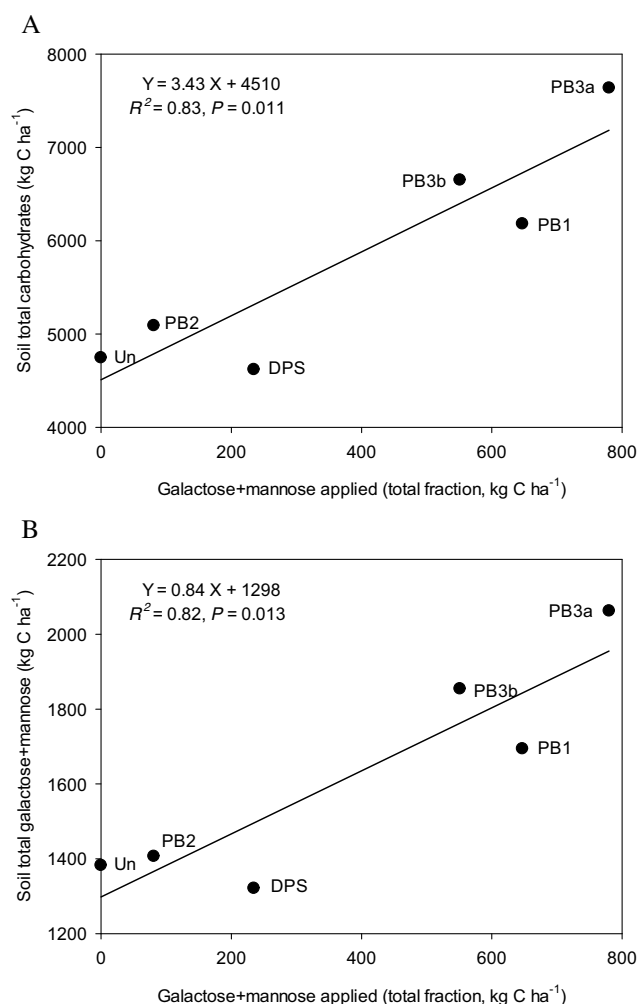 A
8000
7000
6000
5000
4000
Soil total carbohydrates (kg C ha⁻¹)
Y = 3.43 X + 4510
R² = 0.83, P = 0.011
PB3a
PB3b
PB1
PB2
Un
DPS
0 200 400 600 800
Galactose+mannose applied (total fraction, kg C ha⁻¹)
B
2200
2000
1800
1600
1400
1200
Soil total galactose+mannose (kg C ha⁻¹)
Y = 0.84 X + 1298
R² = 0.82, P = 0.013
PB3a
PB3b
PB1
PB2
Un
DPS
0 200 400 600 800
Galactose+mannose applied (total fraction, kg C ha⁻¹)